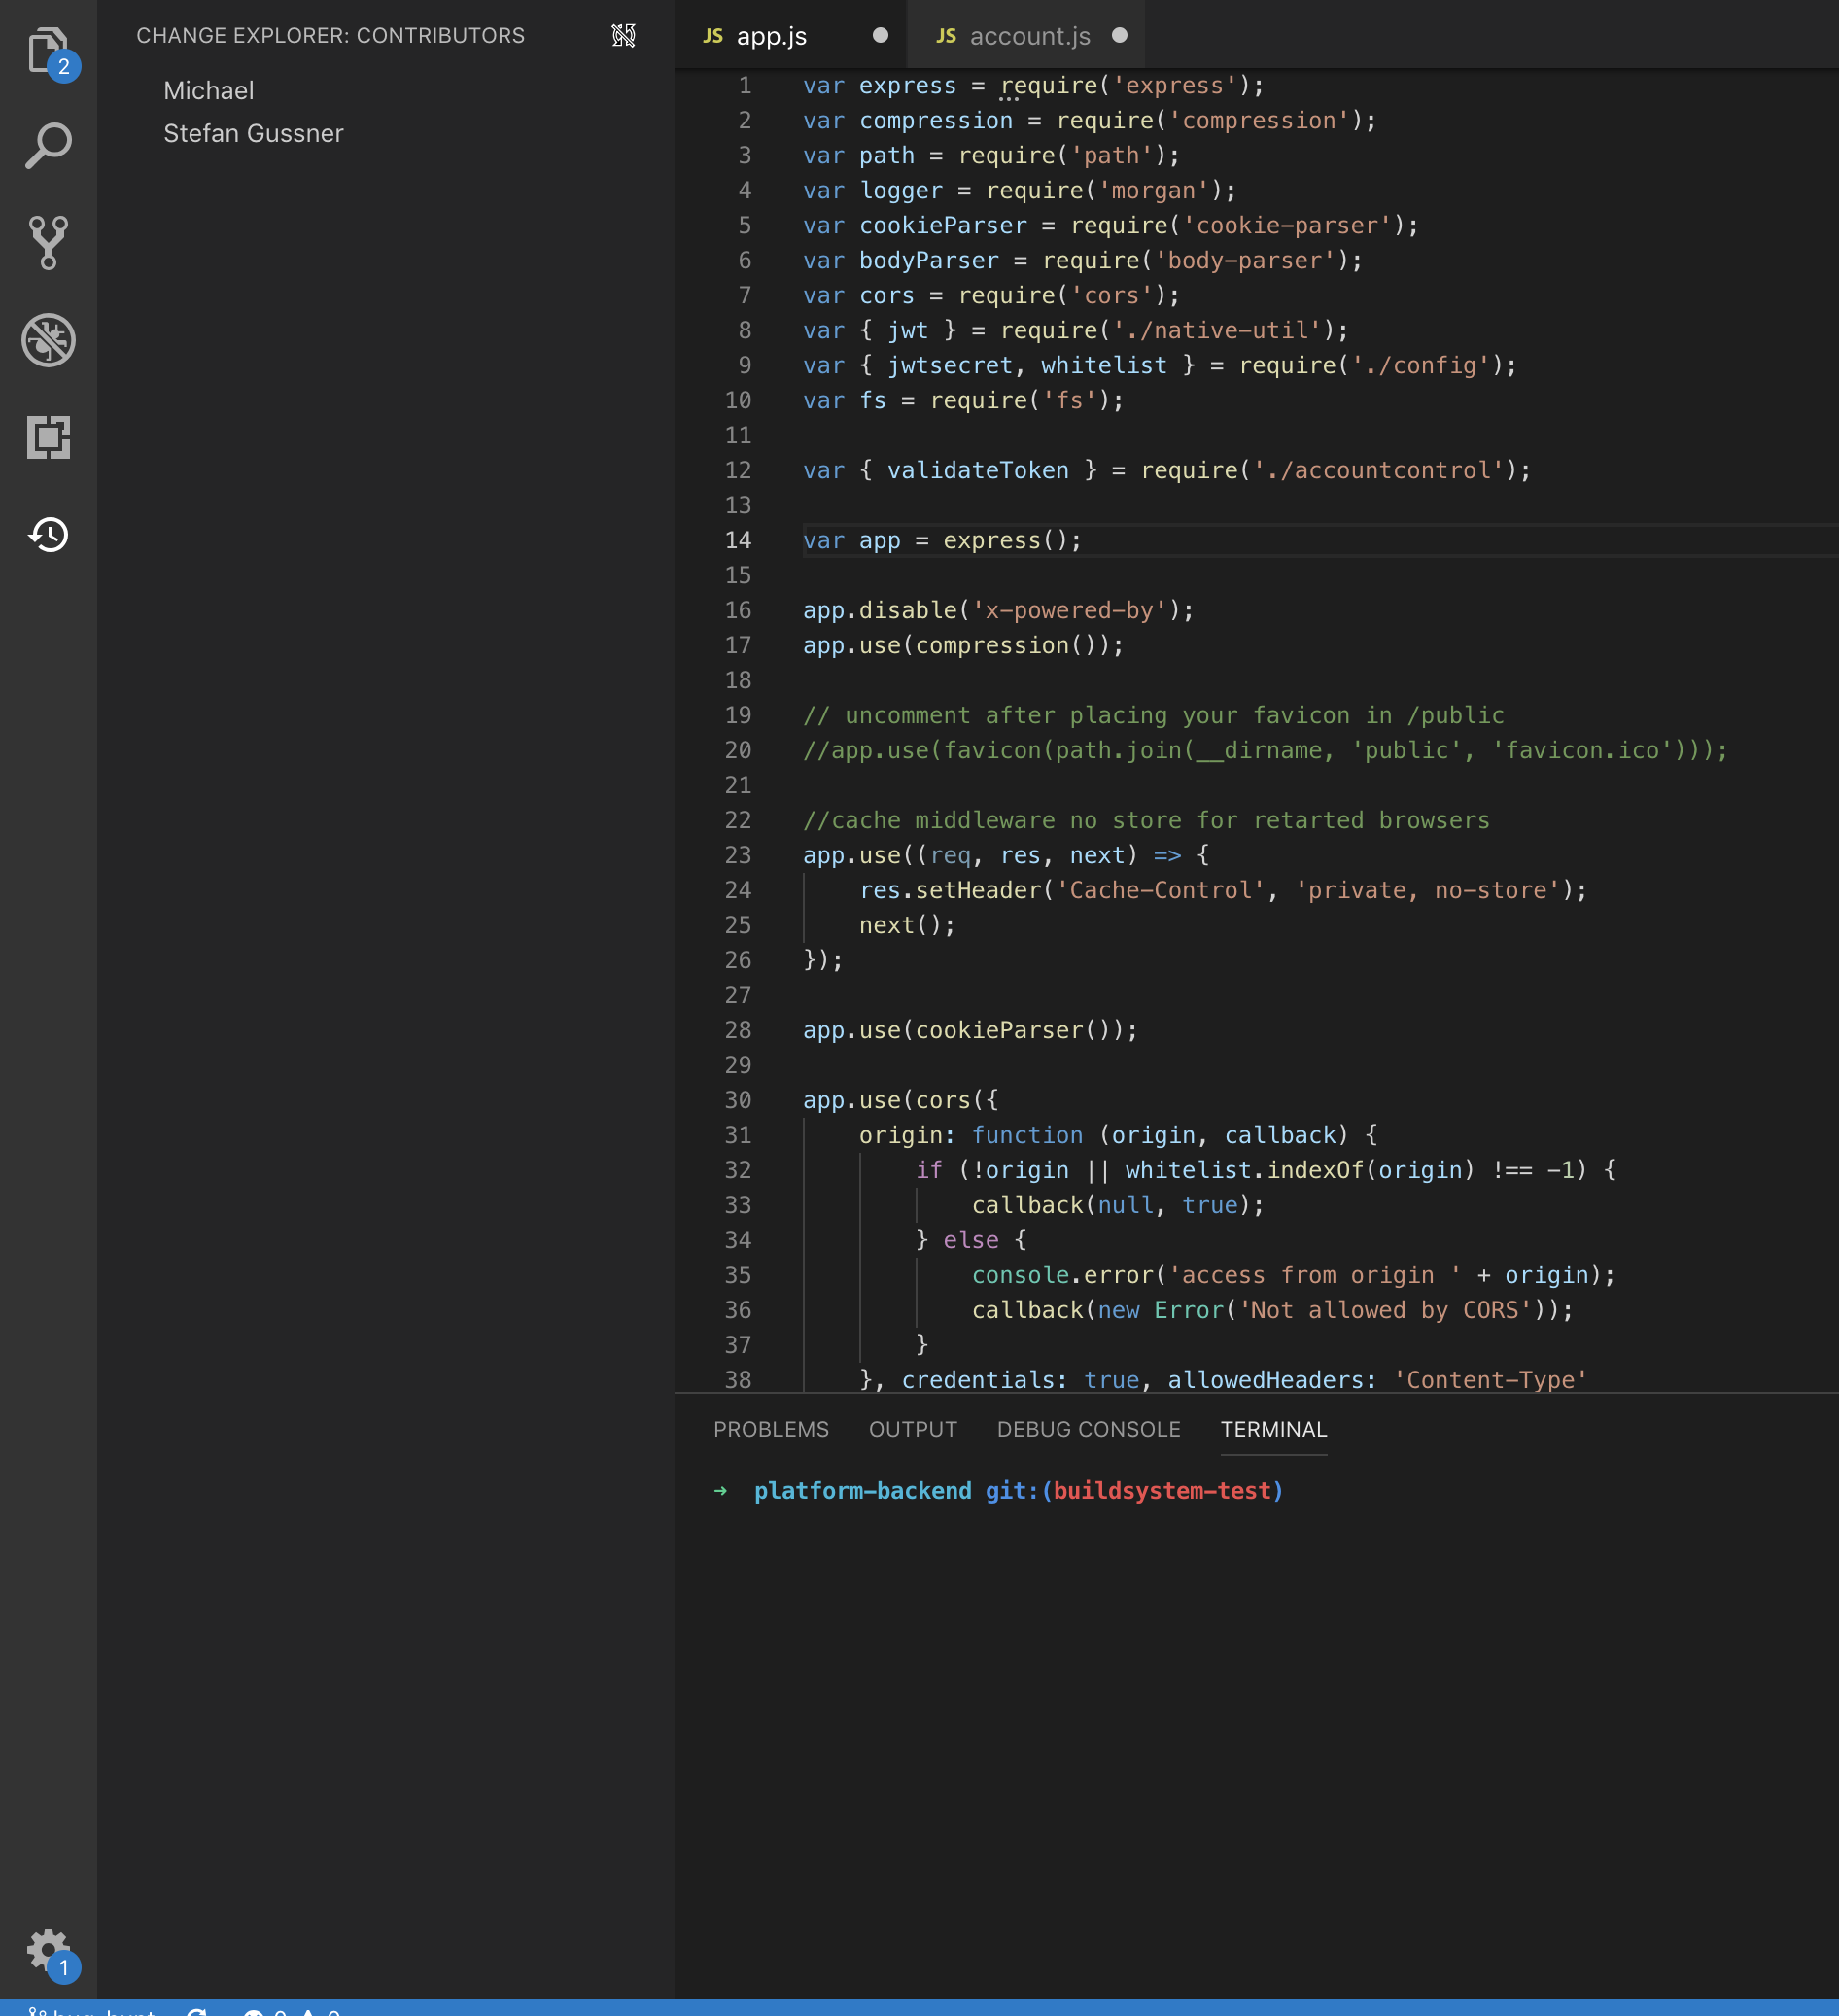 CHANGE EXPLORER: CONTRIBUTORS
Michael
Stefan Gussner
2
1
JS app.js
JS account.js
1 var express = require('express');
2 var compression = require('compression');
3 var path = require('path');
4 var logger = require('morgan');
5 var cookieParser = require('cookie-parser');
6 var bodyParser = require('body-parser');
7 var cors = require('cors');
8 var { jwt } = require('./native-util');
9 var { jwtsecret, whitelist } = require('./config');
10 var fs = require('fs');
11
12 var { validateToken } = require('./accountcontrol');
13
14 var app = express();
15
16 app.disable('x-powered-by');
17 app.use(compression());
18
19 // uncomment after placing your favicon in /public
20 //app.use(favicon(path.join(__dirname, 'public', 'favicon.ico')));
21
22 //cache middleware no store for retarted browsers
23 app.use((req, res, next) => {
24 res.setHeader('Cache-Control', 'private, no-store');
25 next();
26 });
27
28 app.use(cookieParser());
29
30 app.use(cors({
31 origin: function (origin, callback) {
32 if (!origin || whitelist.indexOf(origin) !== -1) {
33 callback(null, true);
34 } else {
35 console.error('access from origin ' + origin);
36 callback(new Error('Not allowed by CORS'));
37 }
38 }, credentials: true, allowedHeaders: 'Content-Type'
PROBLEMS OUTPUT DEBUG CONSOLE TERMINAL
➜ platform-backend git:(buildsystem-test)